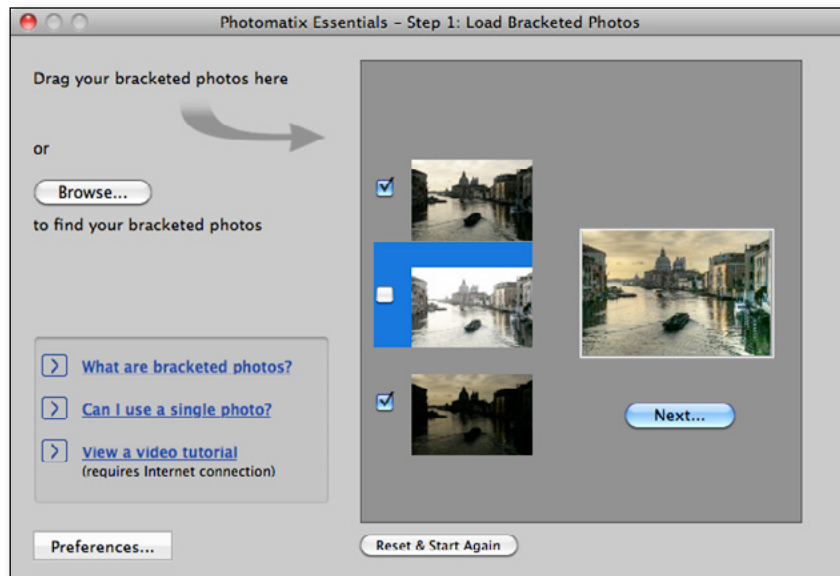 Photomatix Essentials – Step 1: Load Bracketed Photos
Drag your bracketed photos here
or
Browse...
to find your bracketed photos
What are bracketed photos?
Can I use a single photo?
View a video tutorial
(requires Internet connection)
Next...
Preferences...
Reset & Start Again